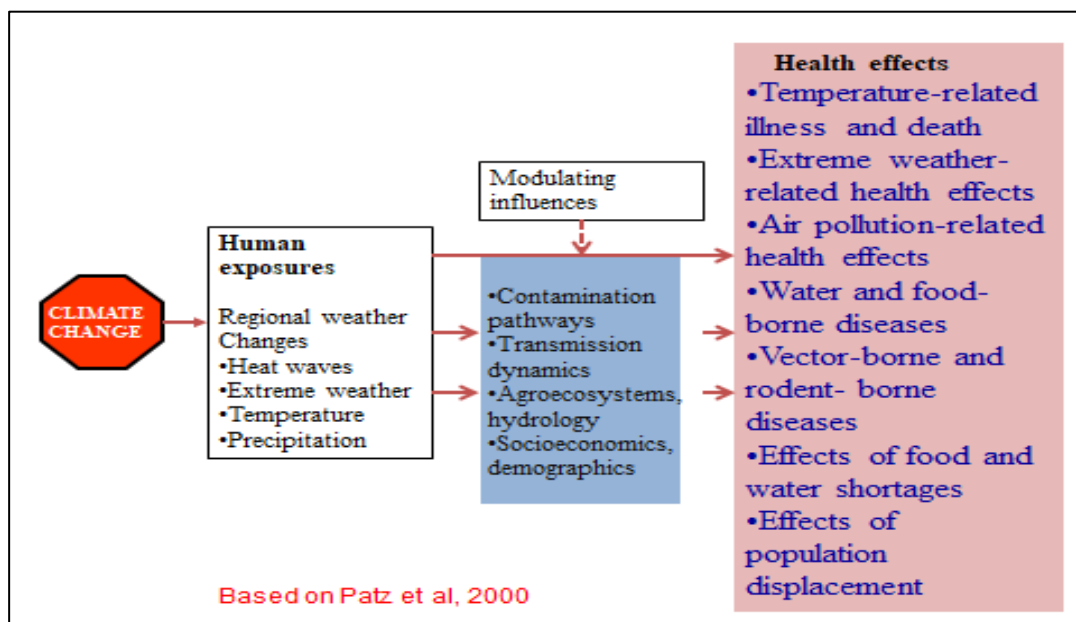 CLIMATE
CHANGE
Human
exposures
Regional weather
Changes
•Heat waves
•Extreme weather
•Temperature
•Precipitation
Modulating
influences
•Contamination
pathways
•Transmission
dynamics
•Agroecosystems,
hydrology
•Socioeconomics,
demographics
Health effects
•Temperature-related
illness and death
•Extreme weather-
related health effects
•Air pollution-related
health effects
•Water and food-
borne diseases
•Vector-borne and
rodent- borne
diseases
•Effects of food and
water shortages
•Effects of
population
displacement
Based on Patz et al, 2000